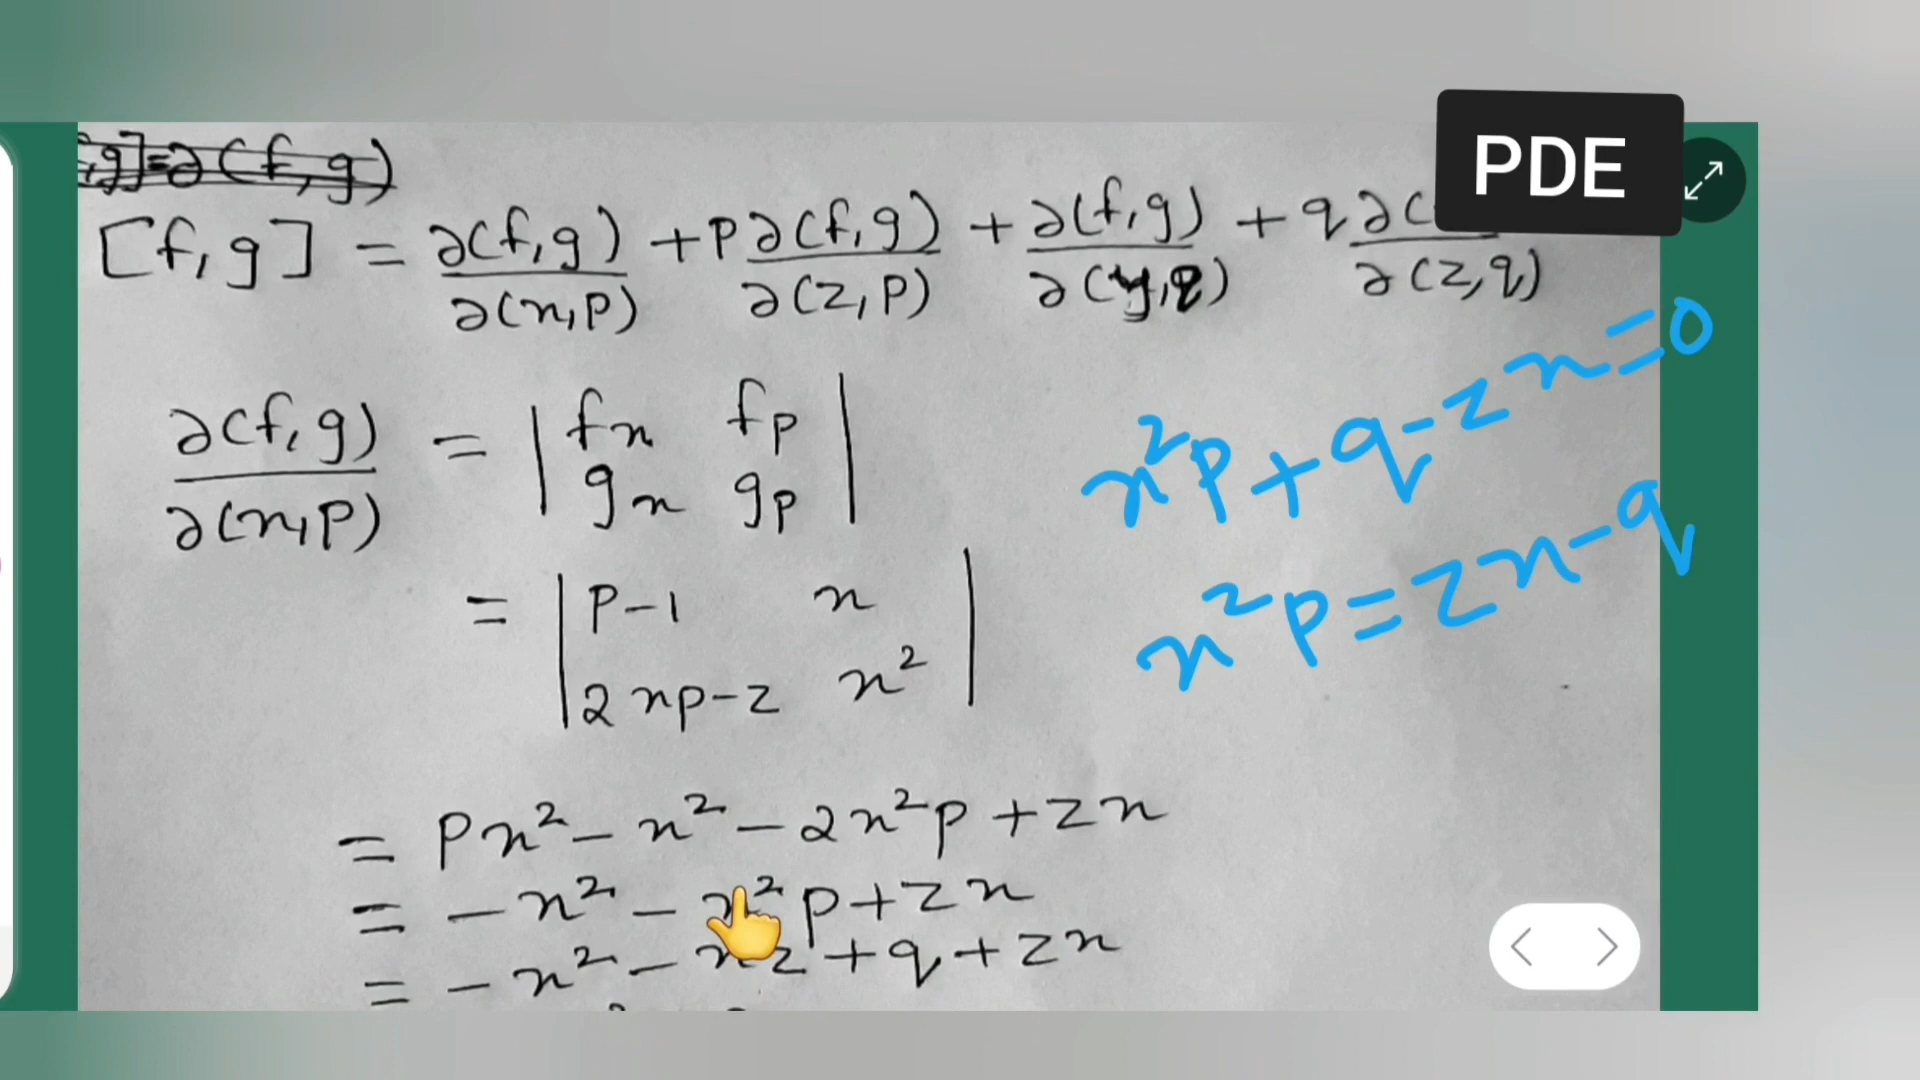 ,g]=∂(f,g)
PDE
[f,g] = ∂(f,g)/∂(x,p) + p ∂(f,g)/∂(z,p) + ∂(f,g)/∂(y,q) + q ∂(/∂(z,q)
x²p+q-zx=0
∂(f,g)/∂(x,p) = | fx fp |
| gx gp |
x²p=zx-q
= | p-1 x |
| 2xp-z x² |
= px² - x² - 2x²p + zx
= -x² - x²p + zx
= -x² - xz + q + zx